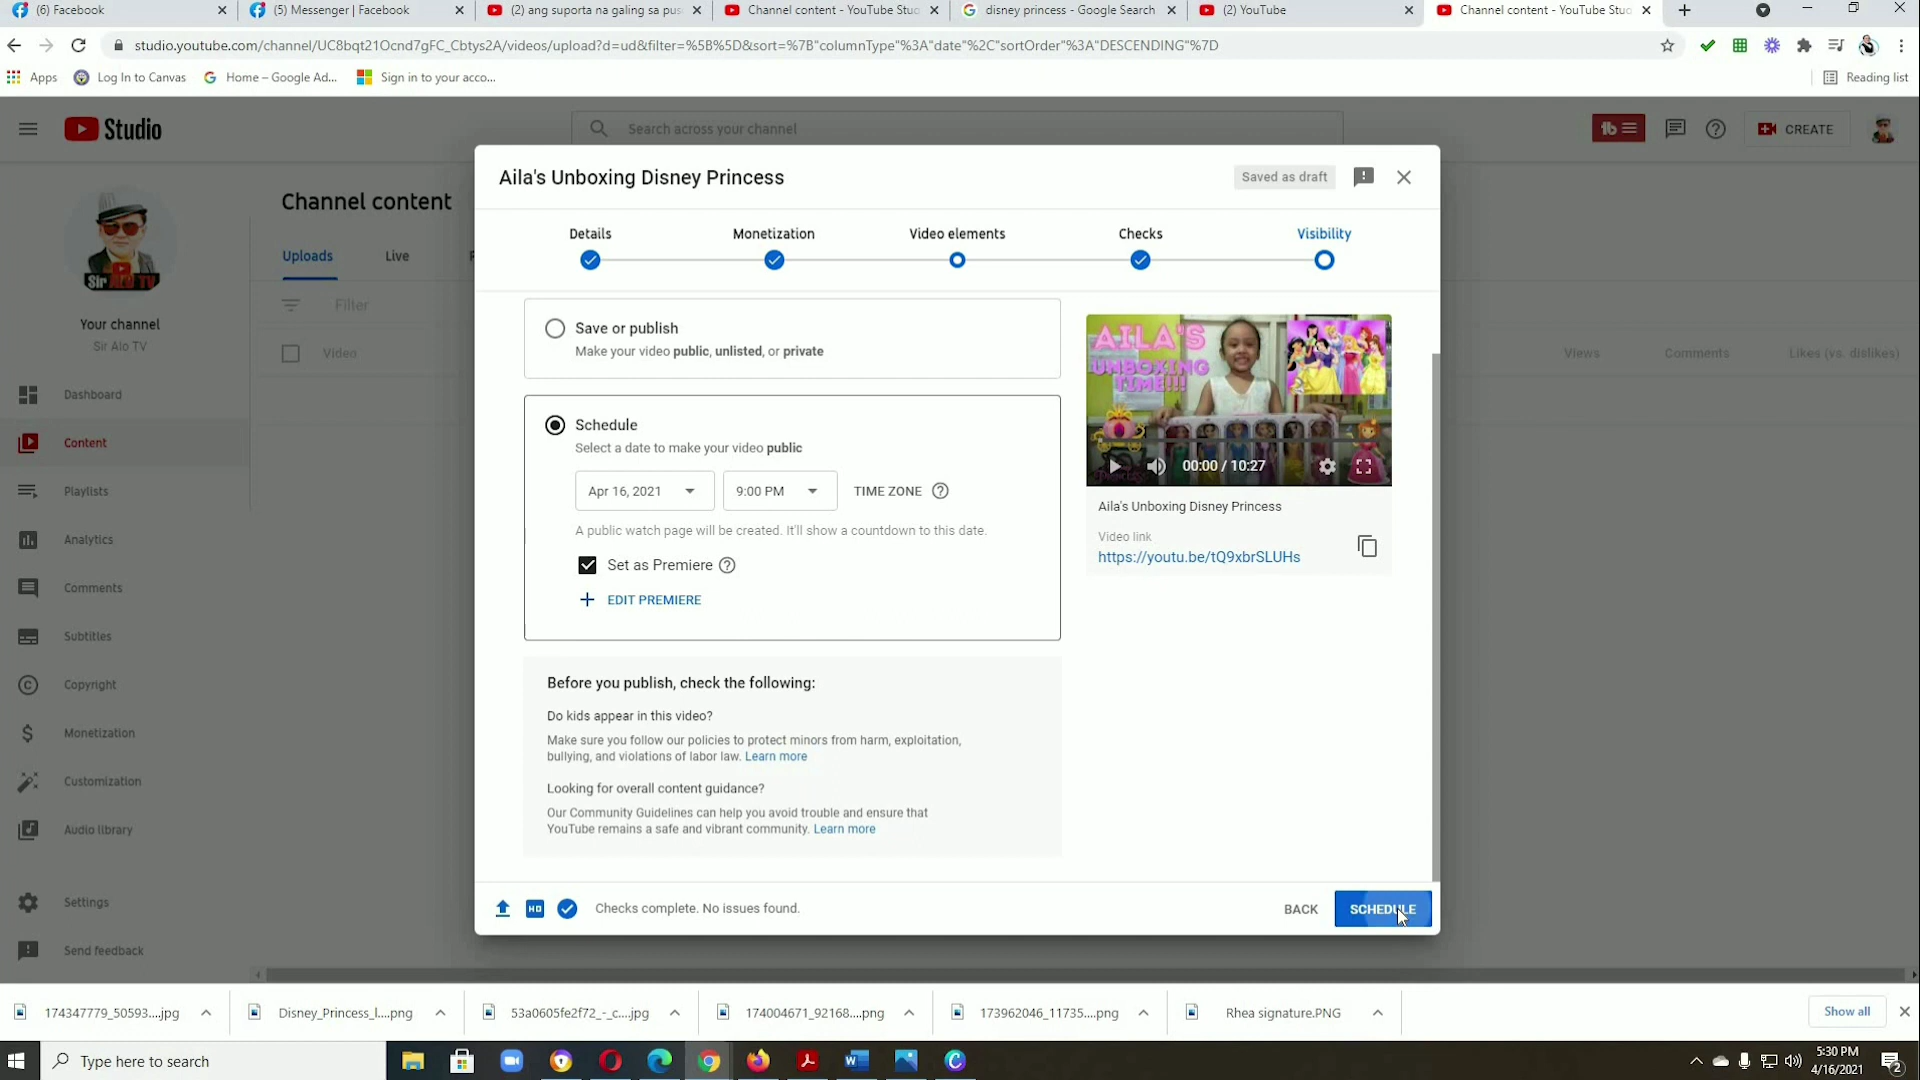 (6) Facebook
(5) Messenger | Facebook
(2) ang suporta na galing sa pus
Channel content - YouTube Stud
disney princess - Google Search
(2) YouTube
Channel content - YouTube Stud
studio.youtube.com/channel/UC8bqt21Ocnd7gFC_Cbtys2A/videos/upload?d=ud&filter=%5B%5D&sort=%7B"columnType"%3A"date"%2C"sortOrder"%3A"DESCENDING"%7D
Apps
Log In to Canvas
Home – Google Ad...
Sign in to your acco...
Reading list
Studio
Search across your channel
CREATE
Aila's Unboxing Disney Princess
Saved as draft
Details
Monetization
Video elements
Checks
Visibility
Channel content
Uploads
Live
Filter
Video
Views
Comments
Likes (vs. dislikes)
Sir Alo TV
Your channel
Sir Alo TV
Dashboard
Content
Playlists
Analytics
Comments
Subtitles
Copyright
Monetization
Customization
Audio library
Settings
Send feedback
Save or publish
Make your video public, unlisted, or private
Schedule
Select a date to make your video public
Apr 16, 2021
9:00 PM
TIME ZONE
A public watch page will be created. It'll show a countdown to this date.
Set as Premiere
EDIT PREMIERE
Before you publish, check the following:
Do kids appear in this video?
Make sure you follow our policies to protect minors from harm, exploitation,
bullying, and violations of labor law. Learn more
Looking for overall content guidance?
Our Community Guidelines can help you avoid trouble and ensure that
YouTube remains a safe and vibrant community. Learn more
AILA'S
UNBOXING
TIME!!!
00:00 / 10:27
Aila's Unboxing Disney Princess
Video link
https://youtu.be/tQ9xbrSLUHs
HD
Checks complete. No issues found.
BACK
SCHEDULE
174347779_50593....jpg
Disney_Princess_l....png
53a0605fe2f72_-_c....jpg
174004671_92168....png
173962046_11735....png
Rhea signature.PNG
Show all
Type here to search
5:30 PM
4/16/2021
2